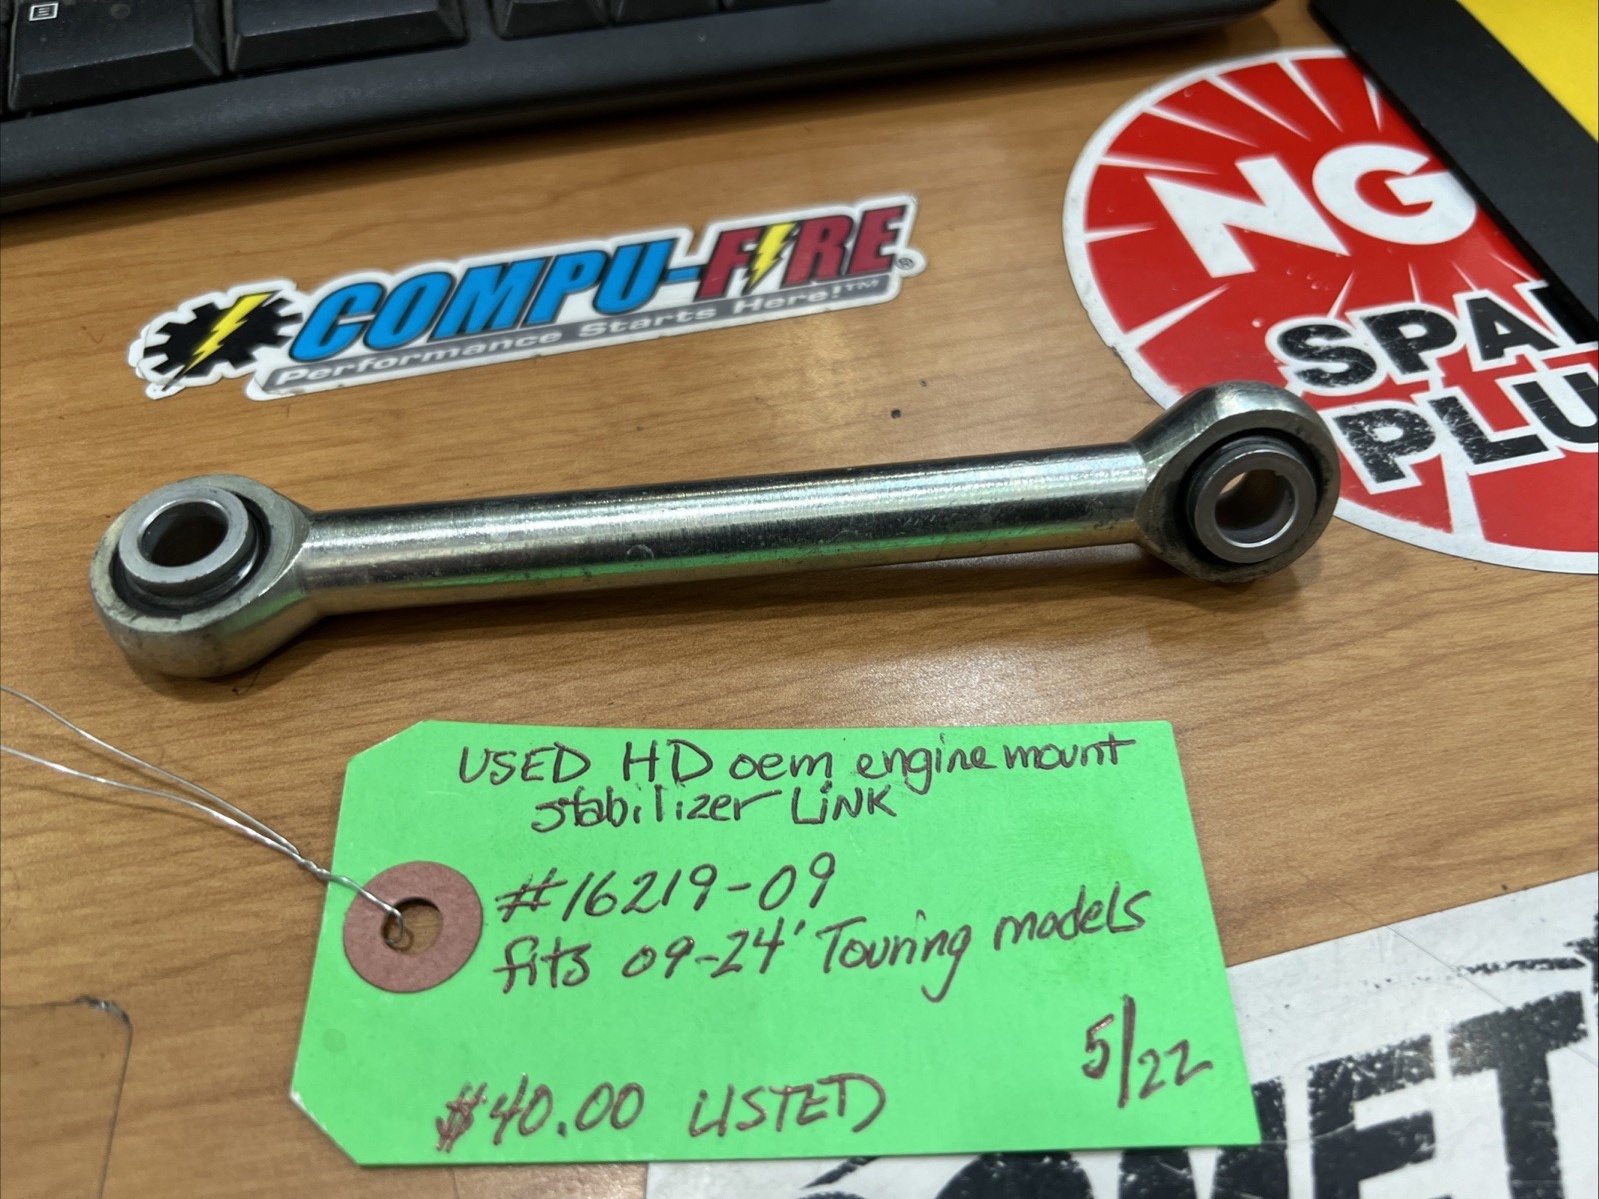 COMPU-FIRE®
Performance Starts Here!™
NG
SPA
PLU
USED HD oem engine mount
stabilizer LINK
#16219-09
fits 09-24' Touring models
5/22
$40.00 LISTED
MET